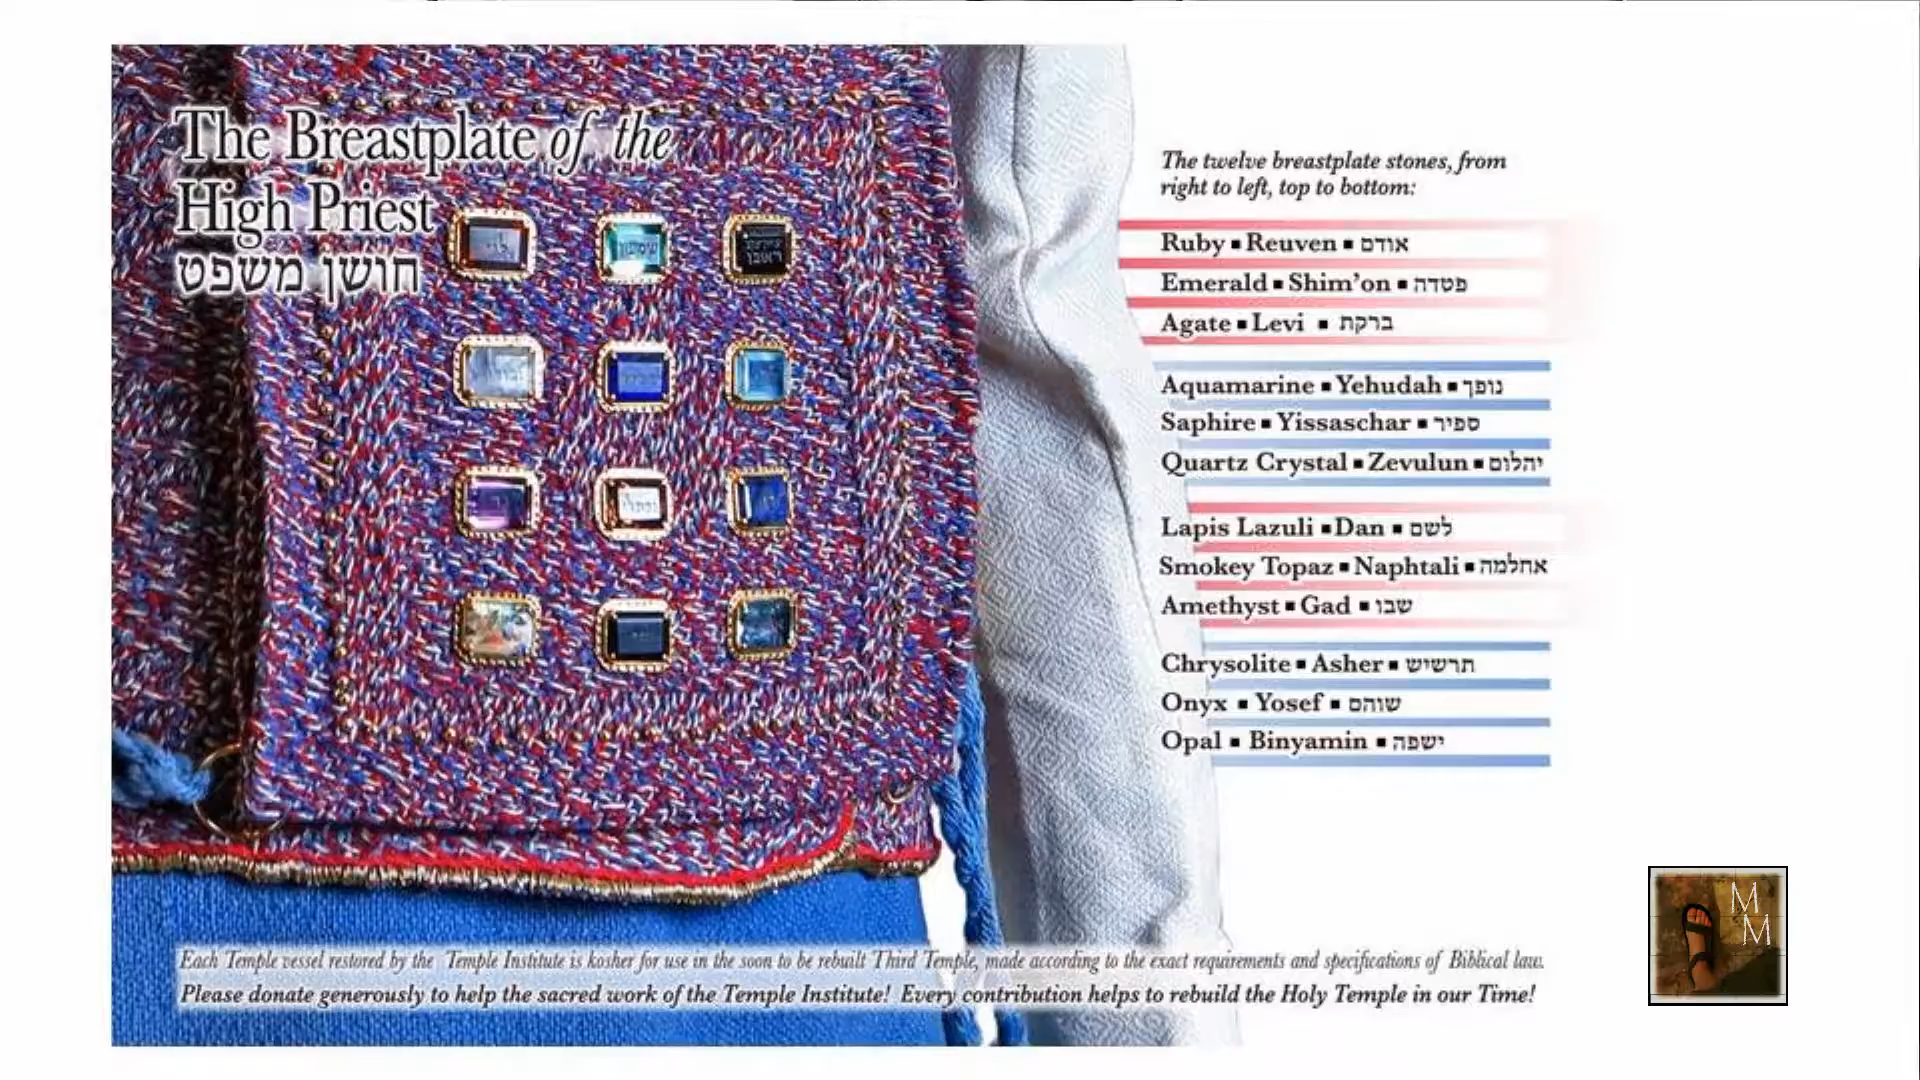 The Breastplate of the
High Priest
חושן משפט
The twelve breastplate stones, from
right to left, top to bottom:
Ruby ▪ Reuven ▪ אודם
Emerald ▪ Shim'on ▪ פטדה
Agate ▪ Levi ▪ ברקת
Aquamarine ▪ Yehudah ▪ נופך
Saphire ▪ Yissaschar ▪ ספיר
Quartz Crystal ▪ Zevulun ▪ יהלום
Lapis Lazuli ▪ Dan ▪ לשם
Smokey Topaz ▪ Naphtali ▪ אחלמה
Amethyst ▪ Gad ▪ שבו
Chrysolite ▪ Asher ▪ תרשיש
Onyx ▪ Yosef ▪ שוהם
Opal ▪ Binyamin ▪ ישפה
לוי
שמעון
ראובן
נפתלי
Each Temple vessel restored by the Temple Institute is kosher for use in the soon to be rebuilt Third Temple, made according to the exact requirements and specifications of Biblical law.
Please donate generously to help the sacred work of the Temple Institute! Every contribution helps to rebuild the Holy Temple in our Time!
M
M